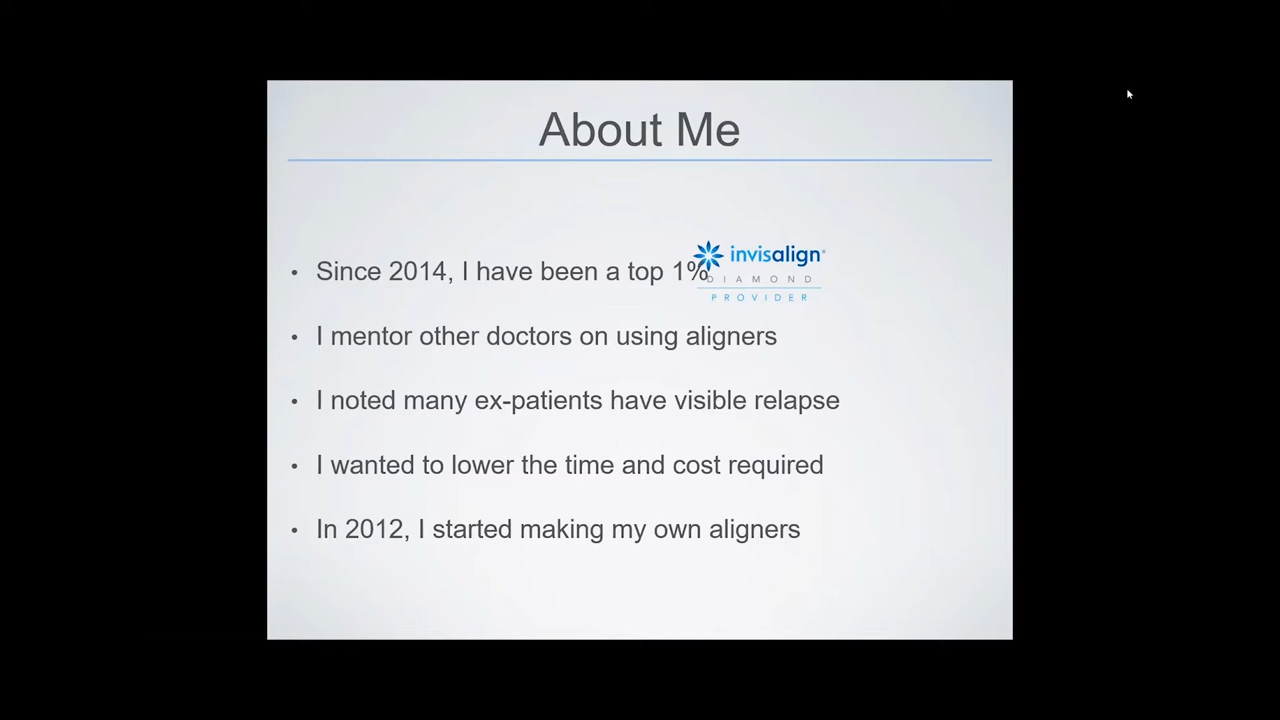 About Me
• Since 2014, I have been a top 1% invisalign®
DIAMOND
PROVIDER
• I mentor other doctors on using aligners
• I noted many ex-patients have visible relapse
• I wanted to lower the time and cost required
• In 2012, I started making my own aligners